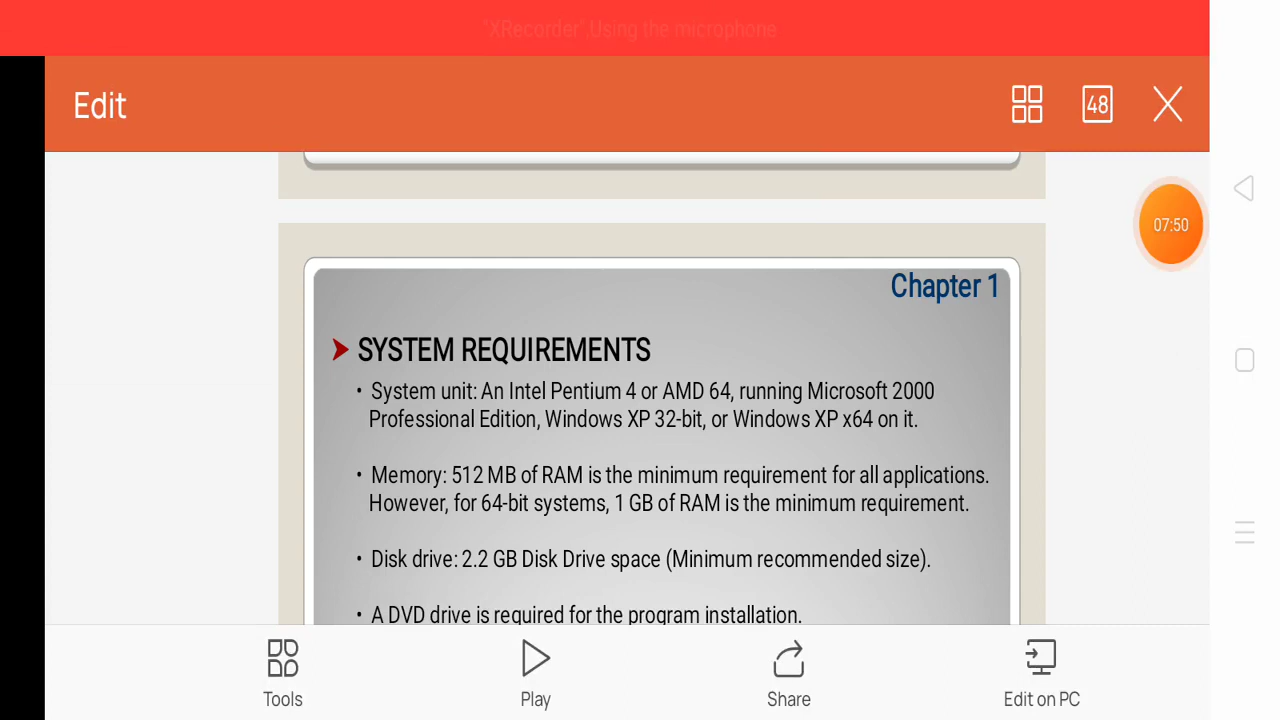 "XRecorder",Using the microphone
Edit
48
07:50
Chapter 1
SYSTEM REQUIREMENTS
• System unit: An Intel Pentium 4 or AMD 64, running Microsoft 2000
Professional Edition, Windows XP 32-bit, or Windows XP x64 on it.
• Memory: 512 MB of RAM is the minimum requirement for all applications.
However, for 64-bit systems, 1 GB of RAM is the minimum requirement.
• Disk drive: 2.2 GB Disk Drive space (Minimum recommended size).
• A DVD drive is required for the program installation.
Tools
Play
Share
Edit on PC